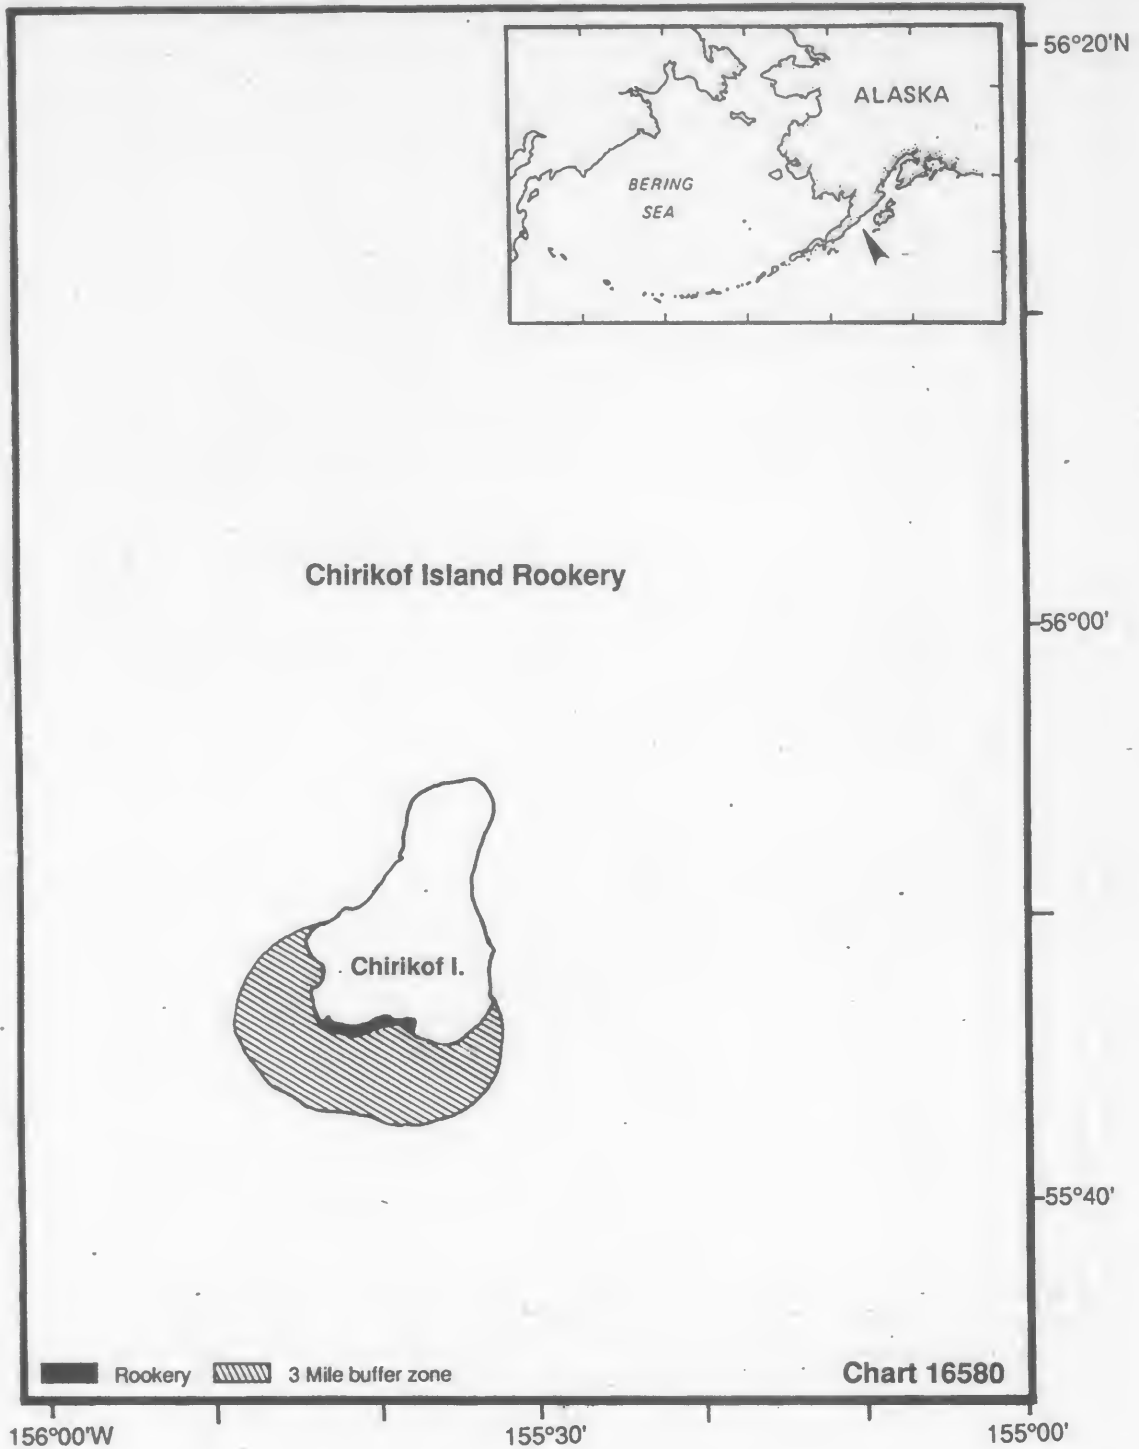 56°20'N
ALASKA
BERING
SEA
Chirikof Island Rookery
56°00'
Chirikof I.
55°40'
Rookery 3 Mile buffer zone Chart 16580
156°00'W 155°30' 155°00'